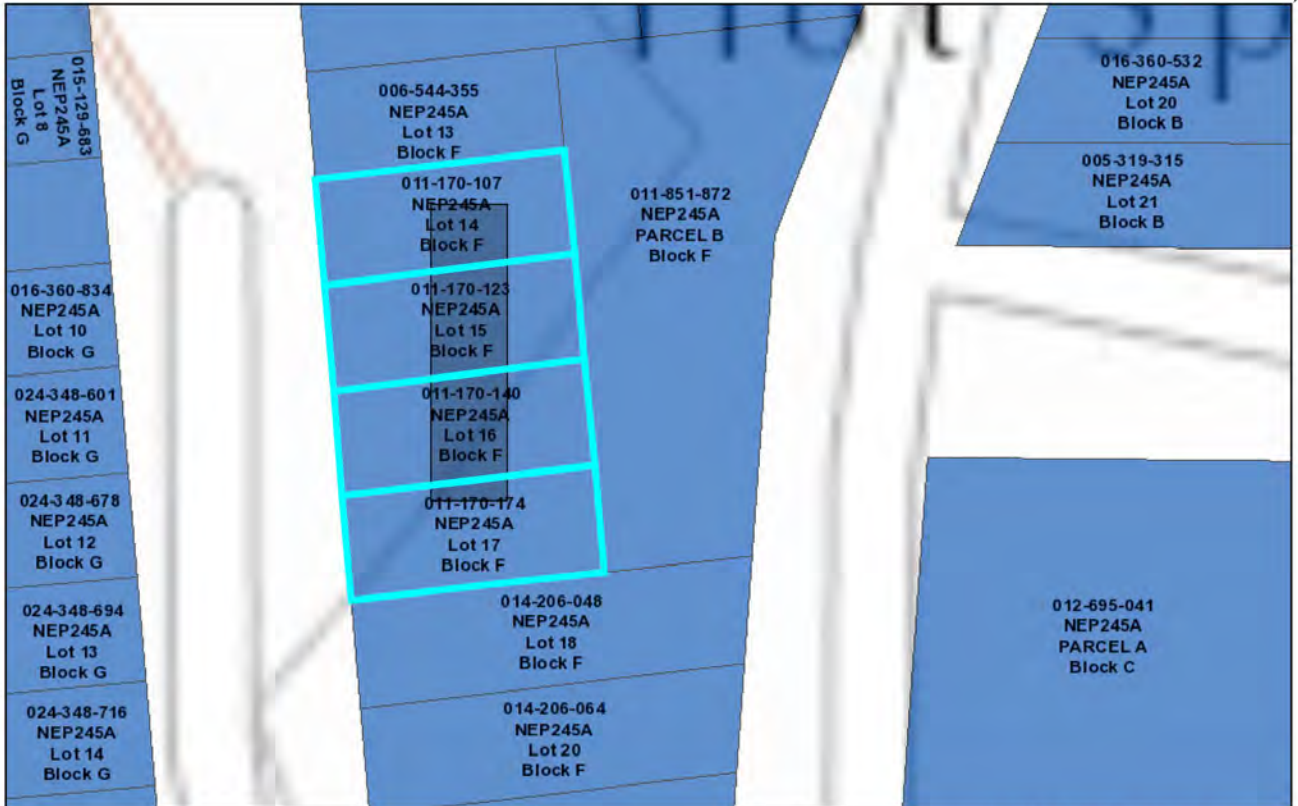 015-129-683
NEP245A
Lot 8
Block G
016-360-834
NEP245A
Lot 10
Block G
024-348-601
NEP245A
Lot 11
Block G
024-348-678
NEP245A
Lot 12
Block G
024-348-694
NEP245A
Lot 13
Block G
024-348-716
NEP245A
Lot 14
Block G
006-544-355
NEP245A
Lot 13
Block F
011-170-107
NEP245A
Lot 14
Block F
011-170-123
NEP245A
Lot 15
Block F
011-170-140
NEP245A
Lot 16
Block F
011-170-174
NEP245A
Lot 17
Block F
014-206-048
NEP245A
Lot 18
Block F
014-206-064
NEP245A
Lot 20
Block F
011-851-872
NEP245A
PARCEL B
Block F
016-360-532
NEP245A
Lot 20
Block B
005-319-315
NEP245A
Lot 21
Block B
012-695-041
NEP245A
PARCEL A
Block C